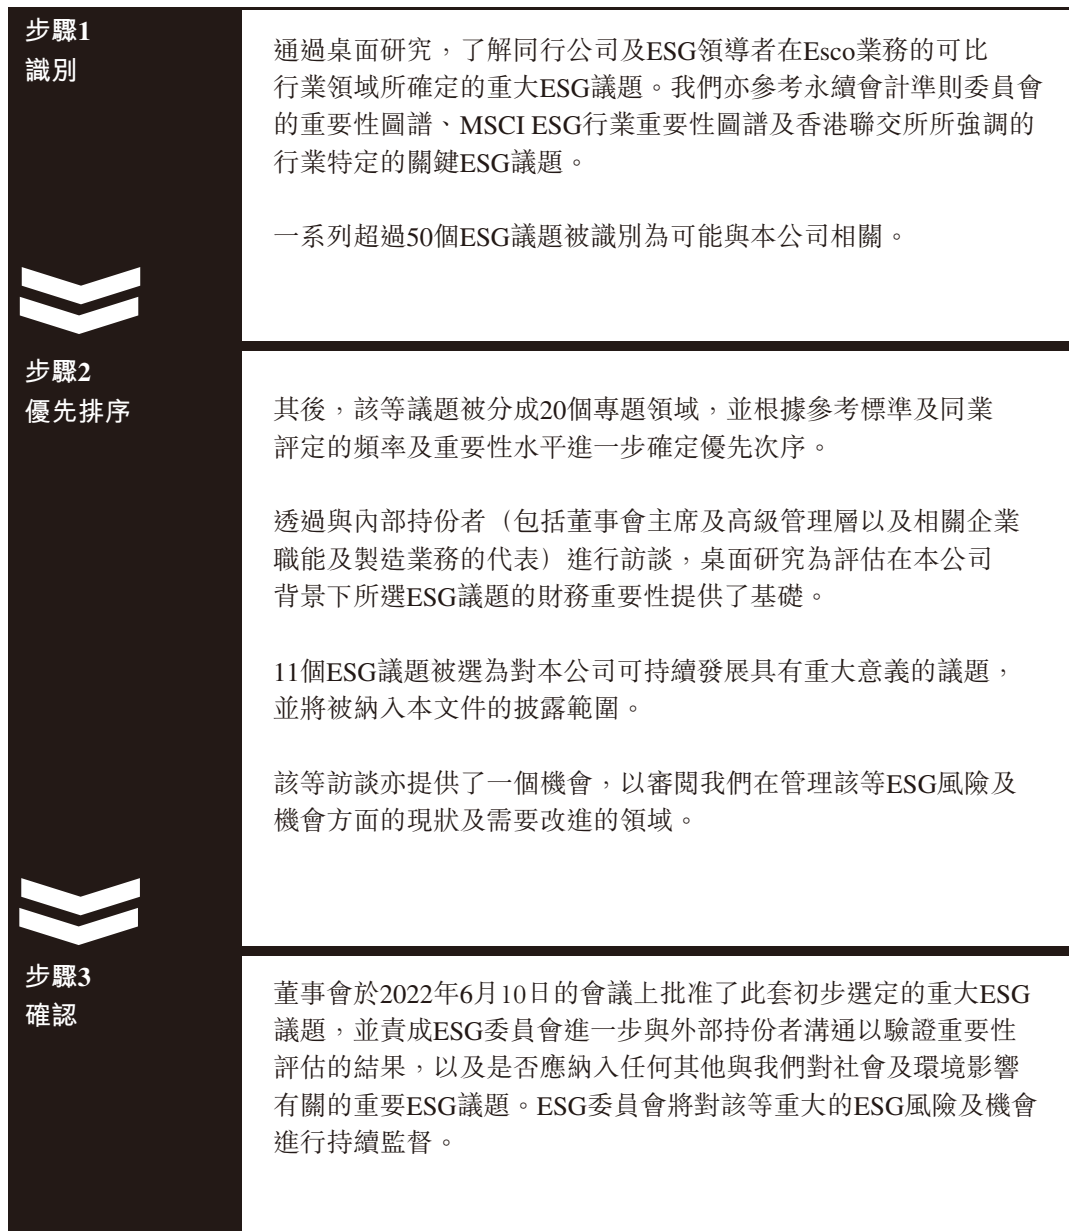 步驟1
識別
通過桌面研究，了解同行公司及ESG領導者在Esco業務的可比
行業領域所確定的重大ESG議題。我們亦參考永續會計準則委員會
的重要性圖譜、MSCI ESG行業重要性圖譜及香港聯交所所強調的
行業特定的關鍵ESG議題。
一系列超過50個ESG議題被識別為可能與本公司相關。
步驟2
優先排序
其後，該等議題被分成20個專題領域，並根據參考標準及同業
評定的頻率及重要性水平進一步確定優先次序。
透過與內部持份者（包括董事會主席及高級管理層以及相關企業
職能及製造業務的代表）進行訪談，桌面研究為評估在本公司
背景下所選ESG議題的財務重要性提供了基礎。
11個ESG議題被選為對本公司可持續發展具有重大意義的議題，
並將被納入本文件的披露範圍。
該等訪談亦提供了一個機會，以審閱我們在管理該等ESG風險及
機會方面的現狀及需要改進的領域。
步驟3
確認
董事會於2022年6月10日的會議上批准了此套初步選定的重大ESG
議題，並責成ESG委員會進一步與外部持份者溝通以驗證重要性
評估的結果，以及是否應納入任何其他與我們對社會及環境影響
有關的重要ESG議題。ESG委員會將對該等重大的ESG風險及機會
進行持續監督。